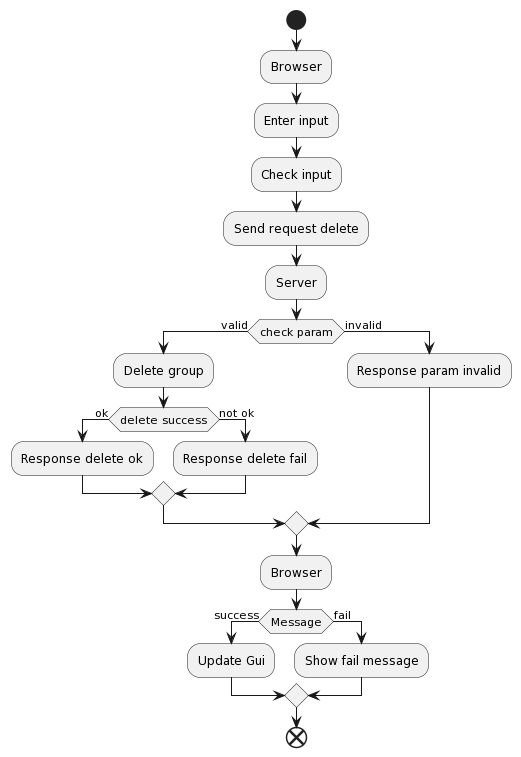 Browser
Enter input
Check input
Send request delete
Server
valid
check param
invalid
Delete group
Response param invalid
ok
delete success
not ok
Response delete ok
Response delete fail
Browser
success
Message
fail
Update Gui
Show fail message